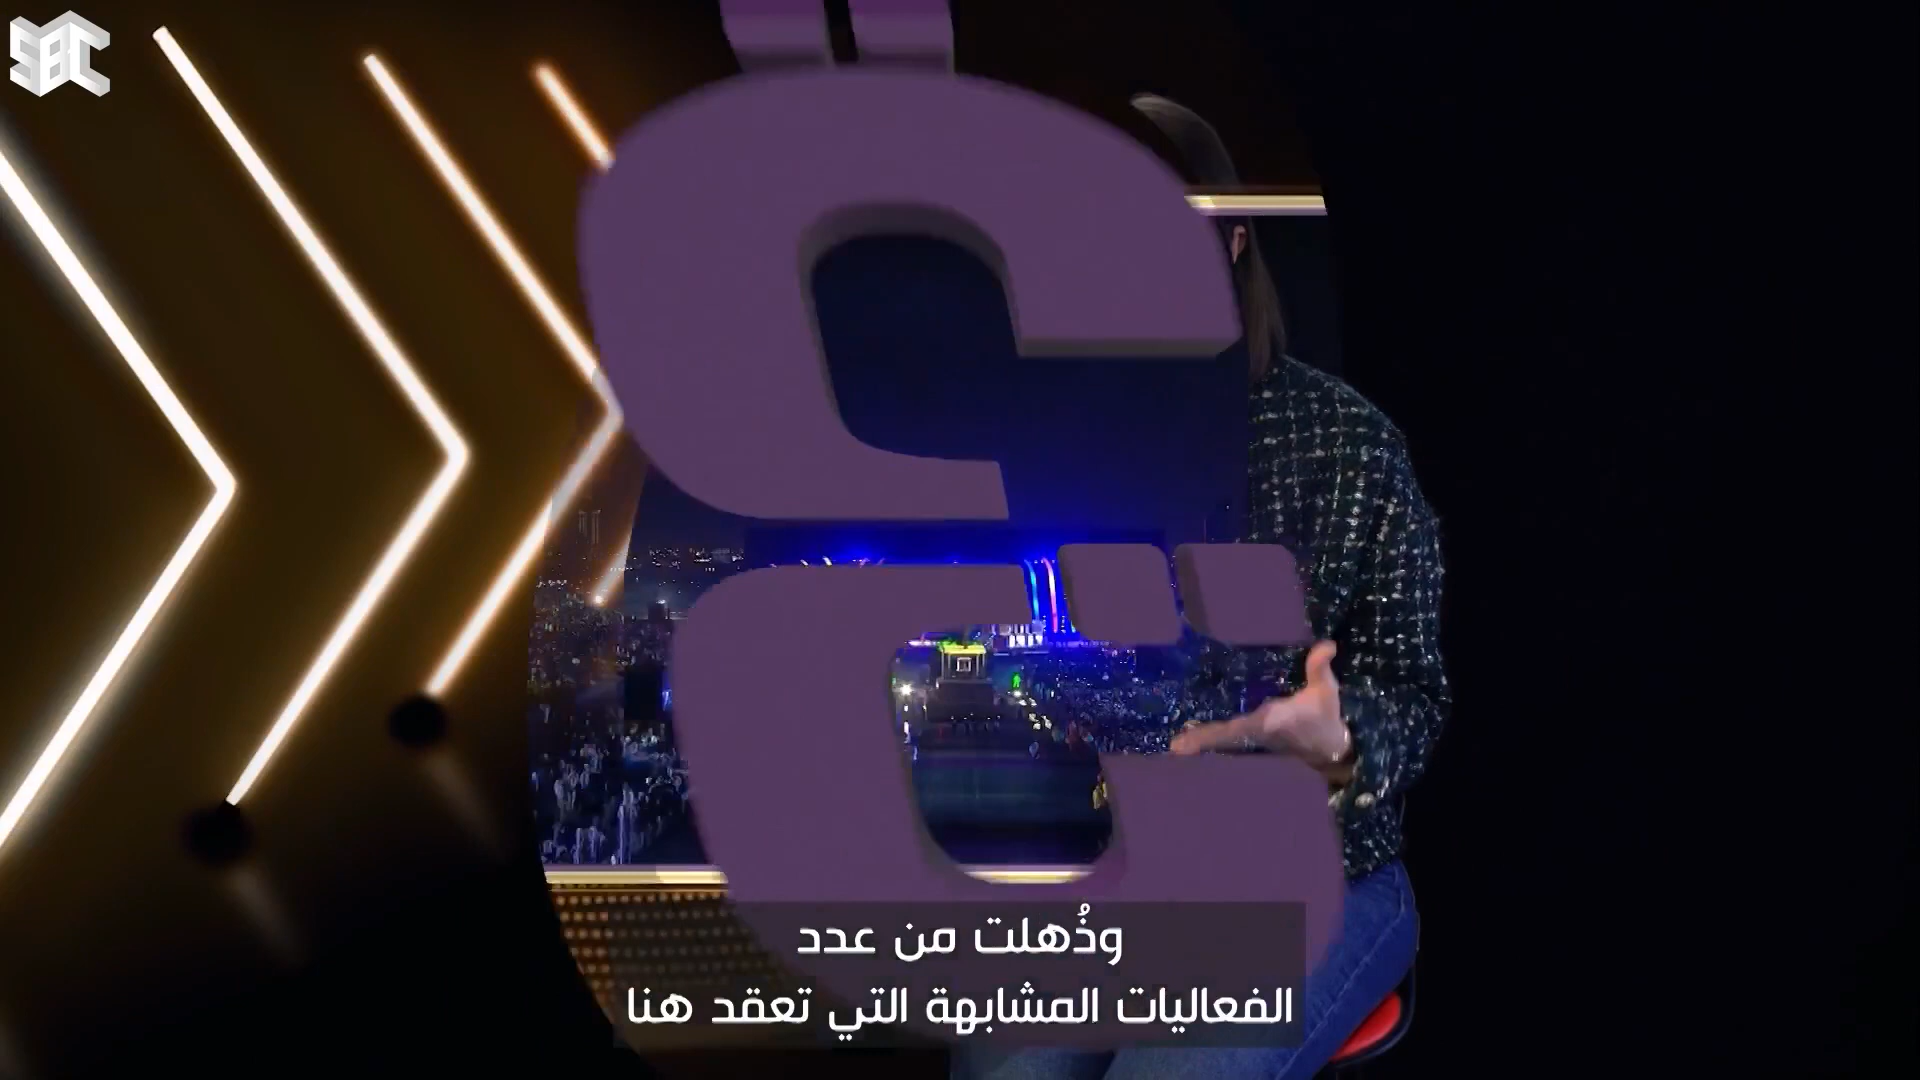 SBC
وذُهلت من عدد
الفعاليات المشابهة التي تعقد هنا